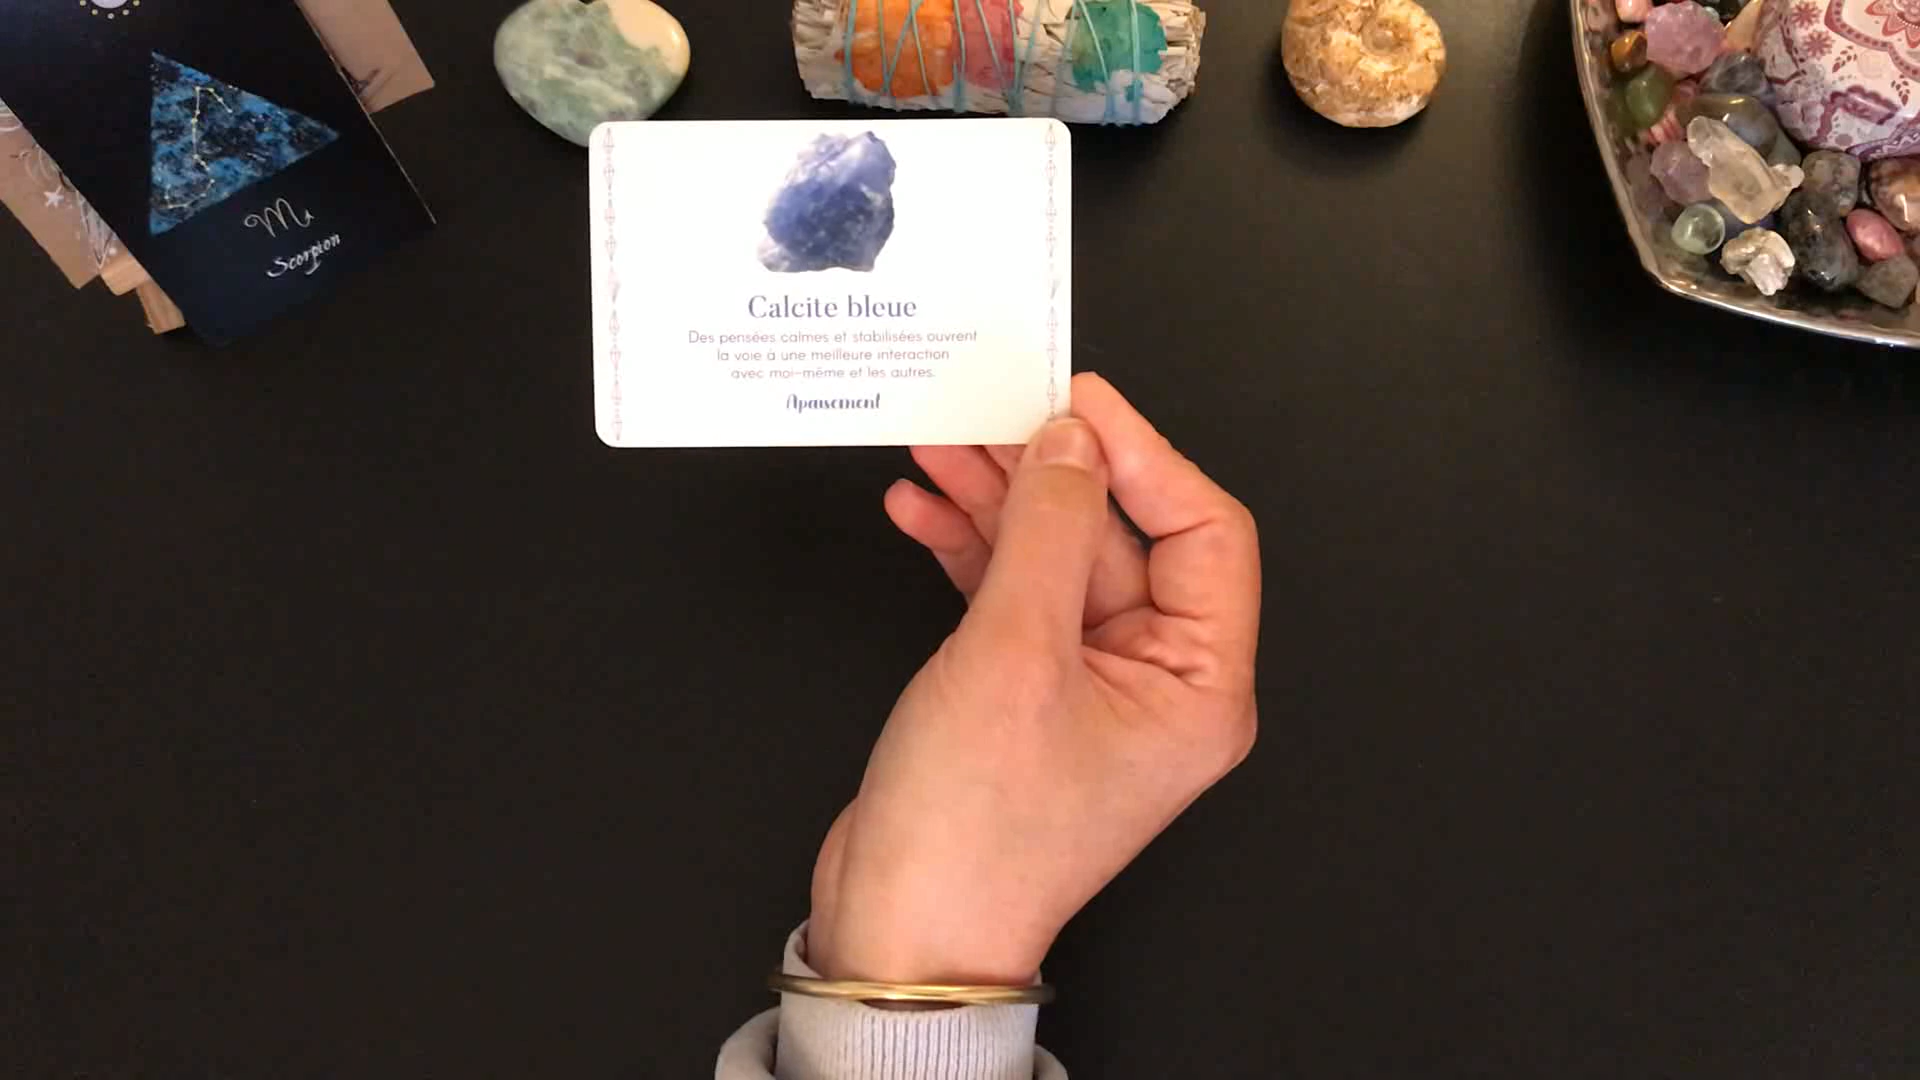 Scorpion
Calcite bleue
Des pensées calmes et stabilisées ouvrent
la voie à une meilleure interaction
avec moi-même et les autres.
Apaisement